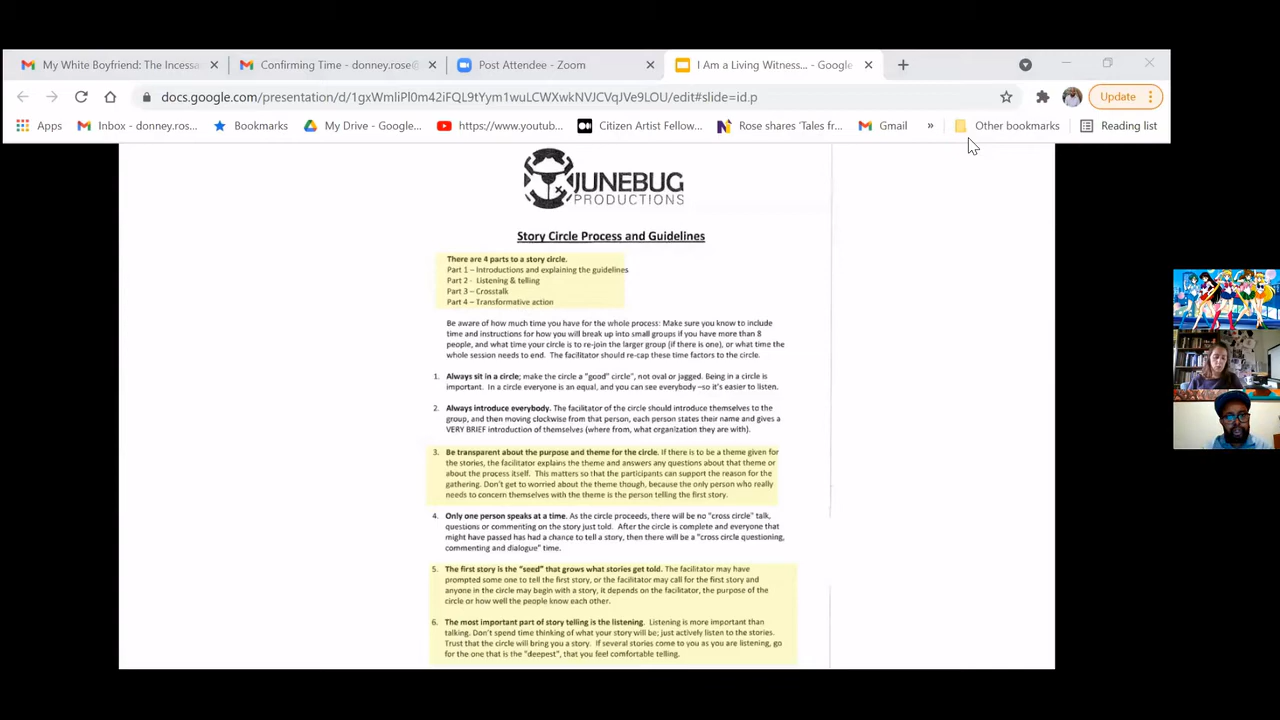 My White Boyfriend: The Incessa
Confirming Time - donney.rose@
Post Attendee - Zoom
I Am a Living Witness... - Google
docs.google.com/presentation/d/1gvWmIiPl0m42iFQL9tYym1wuLCWXwkNVJCVqJVe9LOU/edit#slide=id.p
Update
Apps
Inbox - donney.ros...
Bookmarks
My Drive - Google...
https://www.youtub...
Citizen Artist Fellow...
Rose shares 'Tales fr...
Gmail
»
Other bookmarks
Reading list
JUNEBUG
PRODUCTIONS
Story Circle Process and Guidelines
There are 4 parts to a story circle.
Part 1 – Introductions and explaining the guidelines
Part 2 - Listening & telling
Part 3 – Crosstalk
Part 4 – Transformative action
Be aware of how much time you have for the whole process: Make sure you know to include
time and instructions for how you will break up into small groups if you have more than 8
people, and what time your circle is to re-join the larger group (if there is one), or what time the
whole session needs to end. The facilitator should re-cap these time factors to the circle.
1. Always sit in a circle; make the circle a "good" circle", not oval or jagged. Being in a circle is
important. In a circle everyone is an equal, and you can see everybody –so it's easier to listen.
2. Always introduce everybody. The facilitator of the circle should introduce themselves to the
group, and then moving clockwise from that person, each person states their name and gives a
VERY BRIEF introduction of themselves (where from, what organization they are with).
3. Be transparent about the purpose and theme for the circle. If there is to be a theme given for
the stories, the facilitator explains the theme and answers any questions about that theme or
about the process itself. This matters so that the participants can support the reason for the
gathering. Don't get to worried about the theme though, because the only person who really
needs to concern themselves with the theme is the person telling the first story.
4. Only one person speaks at a time. As the circle proceeds, there will be no "cross circle" talk,
questions or commenting on the story just told. After the circle is complete and everyone that
might have passed has had a chance to tell a story, then there will be a "cross circle questioning,
commenting and dialogue" time.
5. The first story is the "seed" that grows what stories get told. The facilitator may have
prompted some one to tell the first story, or the facilitator may call for the first story and
anyone in the circle may begin with a story, it depends on the facilitator, the purpose of the
circle or how well the people know each other.
6. The most important part of story telling is the listening. Listening is more important than
talking. Don't spend time thinking of what your story will be; just actively listen to the stories.
Trust that the circle will bring you a story. If several stories come to you as you are listening, go
for the one that is the "deepest", that you feel comfortable telling.